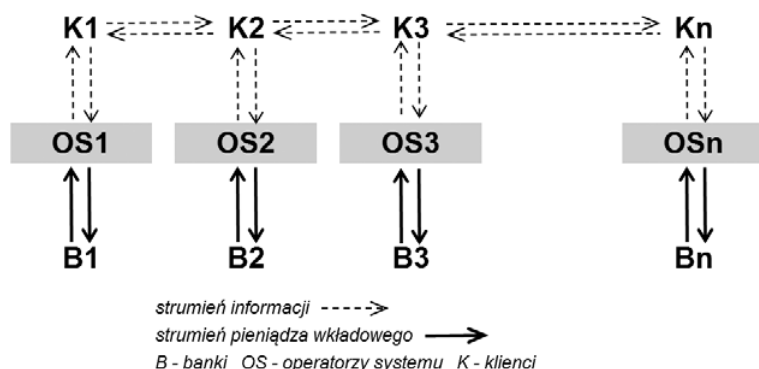 K1 K2 K3 Kn
OS1 OS2 OS3 OSn
B1 B2 B3 Bn
strumień informacji
strumień pieniądza wkładowego
B - banki OS - operatorzy systemu K - klienci